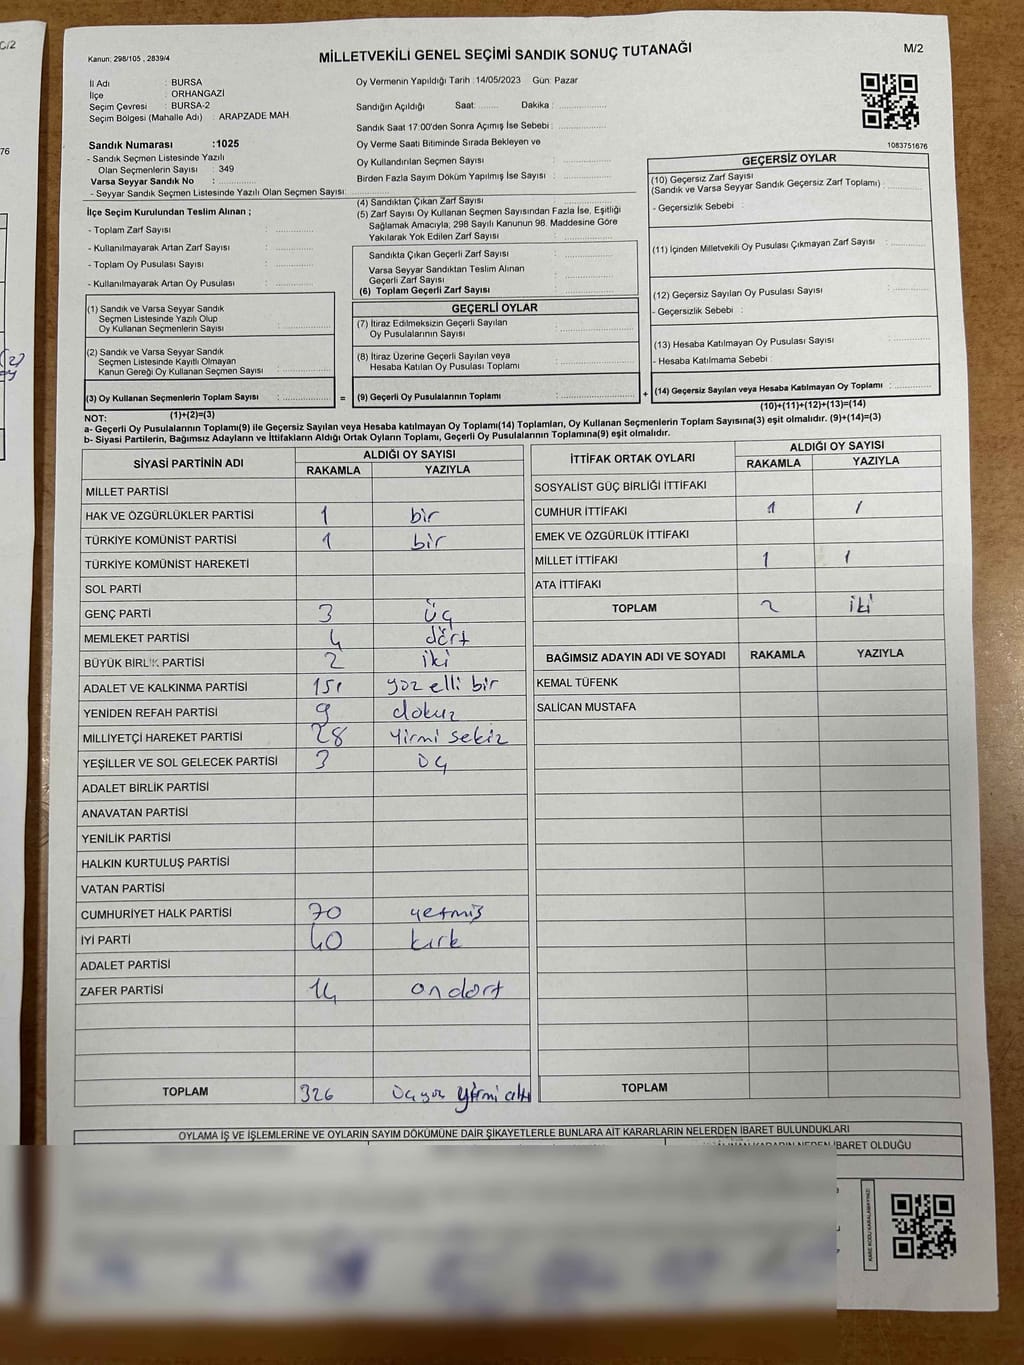 C/2
76
(2)
Kanun: 298/105 , 2839/4
MİLLETVEKİLİ GENEL SEÇİMİ SANDIK SONUÇ TUTANAĞI
M/2
İl Adı : BURSA
İlçe : ORHANGAZİ
Seçim Çevresi : BURSA-2
Seçim Bölgesi (Mahalle Adı) : ARAPZADE MAH.
Oy Vermenin Yapıldığı Tarih : 14/05/2023 Gün: Pazar
Sandığın Açıldığı Saat: ........ Dakika : ..................
Sandık Saat 17:00'den Sonra Açımış İse Sebebi : ..................
Oy Verme Saati Bitiminde Sırada Bekleyen ve
Oy Kullandırılan Seçmen Sayısı : ..................
Birden Fazla Sayım Döküm Yapılmış İse Sayısı : ..................
1083751676
Sandık Numarası :1025
- Sandık Seçmen Listesinde Yazılı
Olan Seçmenlerin Sayısı : 349
Varsa Seyyar Sandık No : ..............
- Seyyar Sandık Seçmen Listesinde Yazılı Olan Seçmen Sayısı: ..............
İlçe Seçim Kurulundan Teslim Alınan ;
- Toplam Zarf Sayısı : ..............
- Kullanılmayarak Artan Zarf Sayısı : ..............
- Toplam Oy Pusulası Sayısı : ..............
- Kullanılmayarak Artan Oy Pusulası : ..............
(4) Sandıktan Çıkan Zarf Sayısı : ..............
(5) Zarf Sayısı Oy Kullanan Seçmen Sayısından Fazla İse, Eşitliği
Sağlamak Amacıyla, 298 Sayılı Kanunun 98. Maddesine Göre
Yakılarak Yok Edilen Zarf Sayısı : ..............
Sandıkta Çıkan Geçerli Zarf Sayısı : ..............
Varsa Seyyar Sandıktan Teslim Alınan
Geçerli Zarf Sayısı : ..............
(6) Toplam Geçerli Zarf Sayısı : ..............
GEÇERSİZ OYLAR
(10) Geçersiz Zarf Sayısı
(Sandık ve Varsa Seyyar Sandık Geçersiz Zarf Toplamı) : ..........
- Geçersizlik Sebebi :
(11) İçinden Milletvekili Oy Pusulası Çıkmayan Zarf Sayısı : ..........
(12) Geçersiz Sayılan Oy Pusulası Sayısı : ..........
- Geçersizlik Sebebi :
(13) Hesaba Katılmayan Oy Pusulası Sayısı : ..........
- Hesaba Katılmama Sebebi :
(14) Geçersiz Sayılan veya Hesaba Katılmayan Oy Toplamı : ..........
(10)+(11)+(12)+(13)=(14)
(1) Sandık ve Varsa Seyyar Sandık
Seçmen Listesinde Yazılı Olup
Oy Kullanan Seçmenlerin Sayısı : ..............
(2) Sandık ve Varsa Seyyar Sandık
Seçmen Listesinde Kayıtlı Olmayan
Kanun Gereği Oy Kullanan Seçmen Sayısı : ..............
(3) Oy Kullanan Seçmenlerin Toplam Sayısı : ..............
(1)+(2)=(3)
=
GEÇERLİ OYLAR
(7) İtiraz Edilmeksizin Geçerli Sayılan
Oy Pusulalarının Sayısı : ..............
(8) İtiraz Üzerine Geçerli Sayılan veya
Hesaba Katılan Oy Pusulası Toplamı : ..............
(9) Geçerli Oy Pusulalarının Toplamı : ..............
+
NOT:
a- Geçerli Oy Pusulalarının Toplamı(9) ile Geçersiz Sayılan veya Hesaba katılmayan Oy Toplamı(14) Toplamları, Oy Kullanan Seçmenlerin Toplam Sayısına(3) eşit olmalıdır. (9)+(14)=(3)
b- Siyasi Partilerin, Bağımsız Adayların ve İttifakların Aldığı Ortak Oyların Toplamı, Geçerli Oy Pusulalarının Toplamına(9) eşit olmalıdır.
SİYASİ PARTİNİN ADI ALDIĞI OY SAYISI
RAKAMLA YAZIYLA
MİLLET PARTİSİ
HAK VE ÖZGÜRLÜKLER PARTİSİ 1 bir
TÜRKİYE KOMÜNİST PARTİSİ 1 bir
TÜRKİYE KOMÜNİST HAREKETİ
SOL PARTİ
GENÇ PARTİ 3 üç
MEMLEKET PARTİSİ 4 dört
BÜYÜK BİRLİK PARTİSİ 2 iki
ADALET VE KALKINMA PARTİSİ 151 yüz elli bir
YENİDEN REFAH PARTİSİ 9 dokuz
MİLLİYETÇİ HAREKET PARTİSİ 28 yirmi sekiz
YEŞİLLER VE SOL GELECEK PARTİSİ 3 üç
ADALET BİRLİK PARTİSİ
ANAVATAN PARTİSİ
YENİLİK PARTİSİ
HALKIN KURTULUŞ PARTİSİ
VATAN PARTİSİ
CUMHURİYET HALK PARTİSİ 70 yetmiş
İYİ PARTİ 40 kırk
ADALET PARTİSİ
ZAFER PARTİSİ 14 ondört
TOPLAM 326 üçyüz yirmi altı
İTTİFAK ORTAK OYLARI ALDIĞI OY SAYISI
RAKAMLA YAZIYLA
SOSYALİST GÜÇ BİRLİĞİ İTTİFAKI
CUMHUR İTTİFAKI 1 /
EMEK VE ÖZGÜRLÜK İTTİFAKI
MİLLET İTTİFAKI 1 1
ATA İTTİFAKI
TOPLAM 2 iki
BAĞIMSIZ ADAYIN ADI VE SOYADI RAKAMLA YAZIYLA
KEMAL TÜFENK
SALİCAN MUSTAFA
TOPLAM
OYLAMA İŞ VE İŞLEMLERİNE VE OYLARIN SAYIM DÖKÜMÜNE DAİR ŞİKAYETLERLE BUNLARA AİT KARARLARIN NELERDEN İBARET BULUNDUKLARI
NEDEN İBARET OLDUĞU
KARE KODU KARALAMAYINIZ!